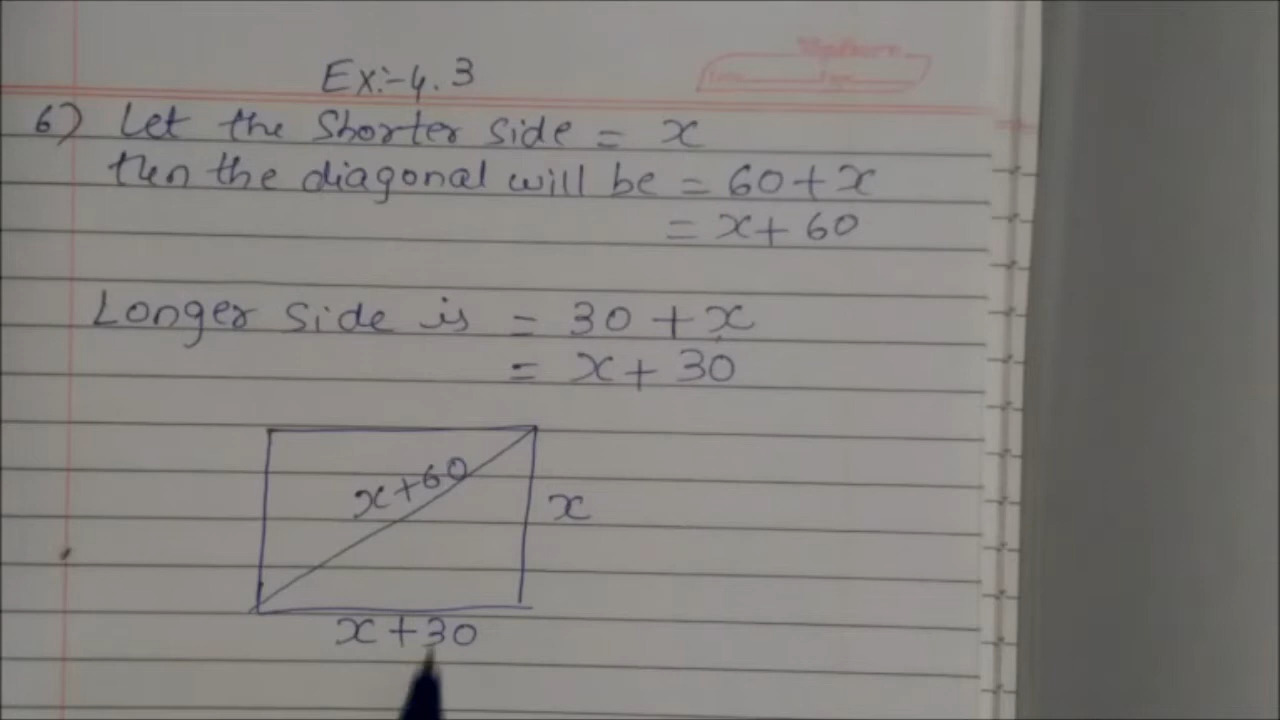 Ex:-4.3
6) Let the Shorter side = x
then the diagonal will be = 60+x
= x+60
Longer side is = 30+x
= x+30
x+60
x
x+30